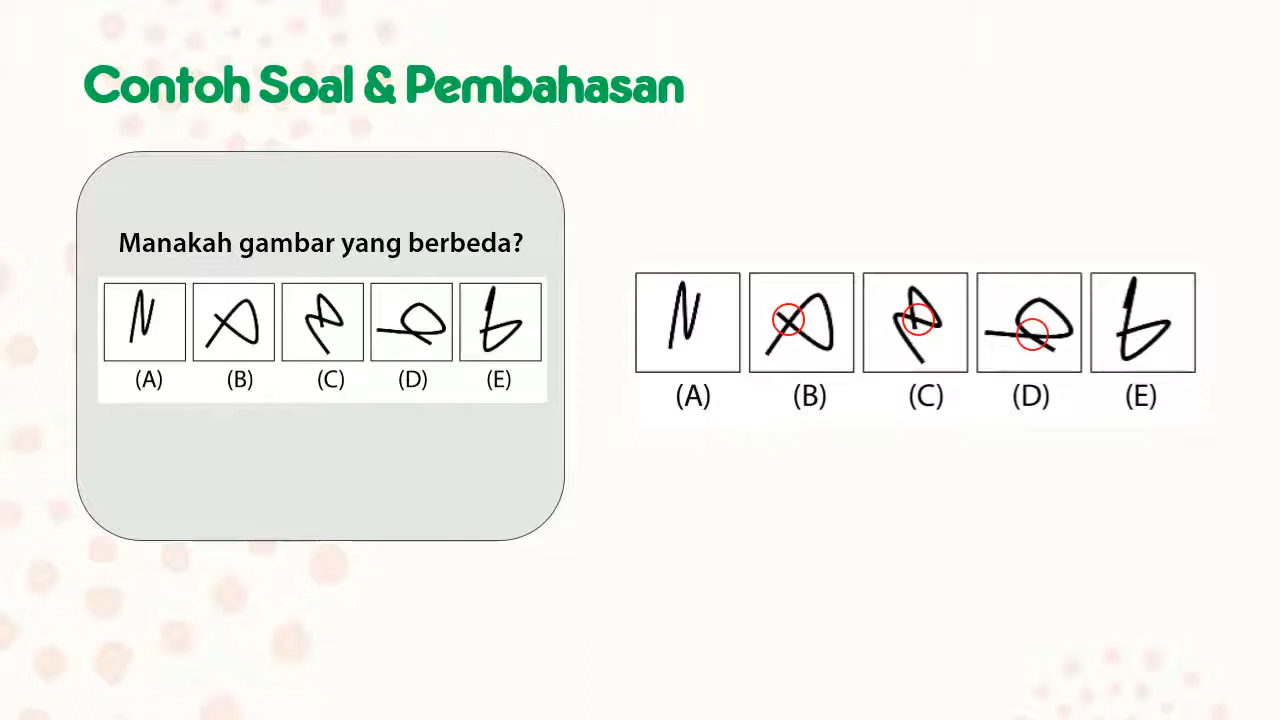 Contoh Soal & Pembahasan
Manakah gambar yang berbeda?
(A) (B) (C) (D) (E)
(A) (B) (C) (D) (E)